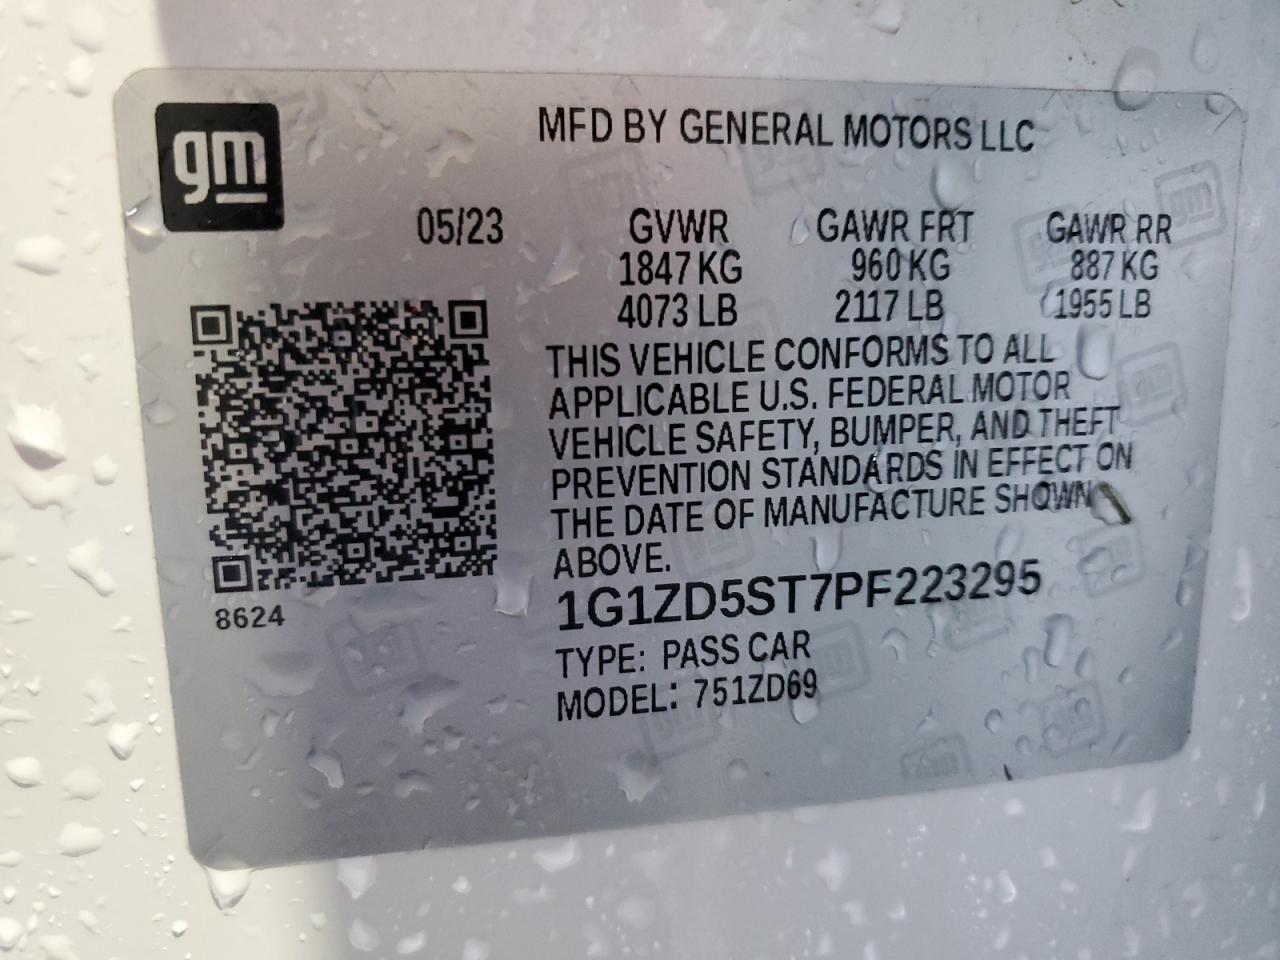 gm
MFD BY GENERAL MOTORS LLC
05/23 GVWR GAWR FRT GAWR RR
1847 KG 960 KG 887 KG
4073 LB 2117 LB 1955 LB
THIS VEHICLE CONFORMS TO ALL
APPLICABLE U.S. FEDERAL MOTOR
VEHICLE SAFETY, BUMPER, AND THEFT
PREVENTION STANDARDS IN EFFECT ON
THE DATE OF MANUFACTURE SHOWN
ABOVE.
8624
1G1ZD5ST7PF223295
TYPE: PASS CAR
MODEL: 751ZD69